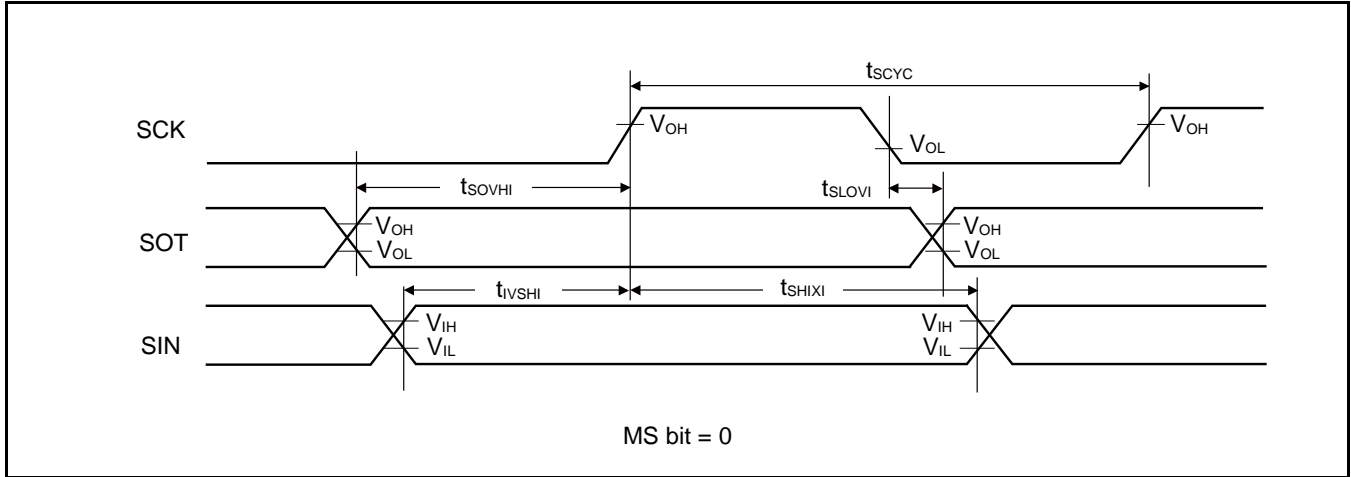 tSCYC
SCK
VOH
VOL
VOH
tSOVHI
tSLOVI
SOT
VOH
VOL
VOH
VOL
tIVSHI
tSHIXI
SIN
VIH
VIL
VIH
VIL
MS bit = 0